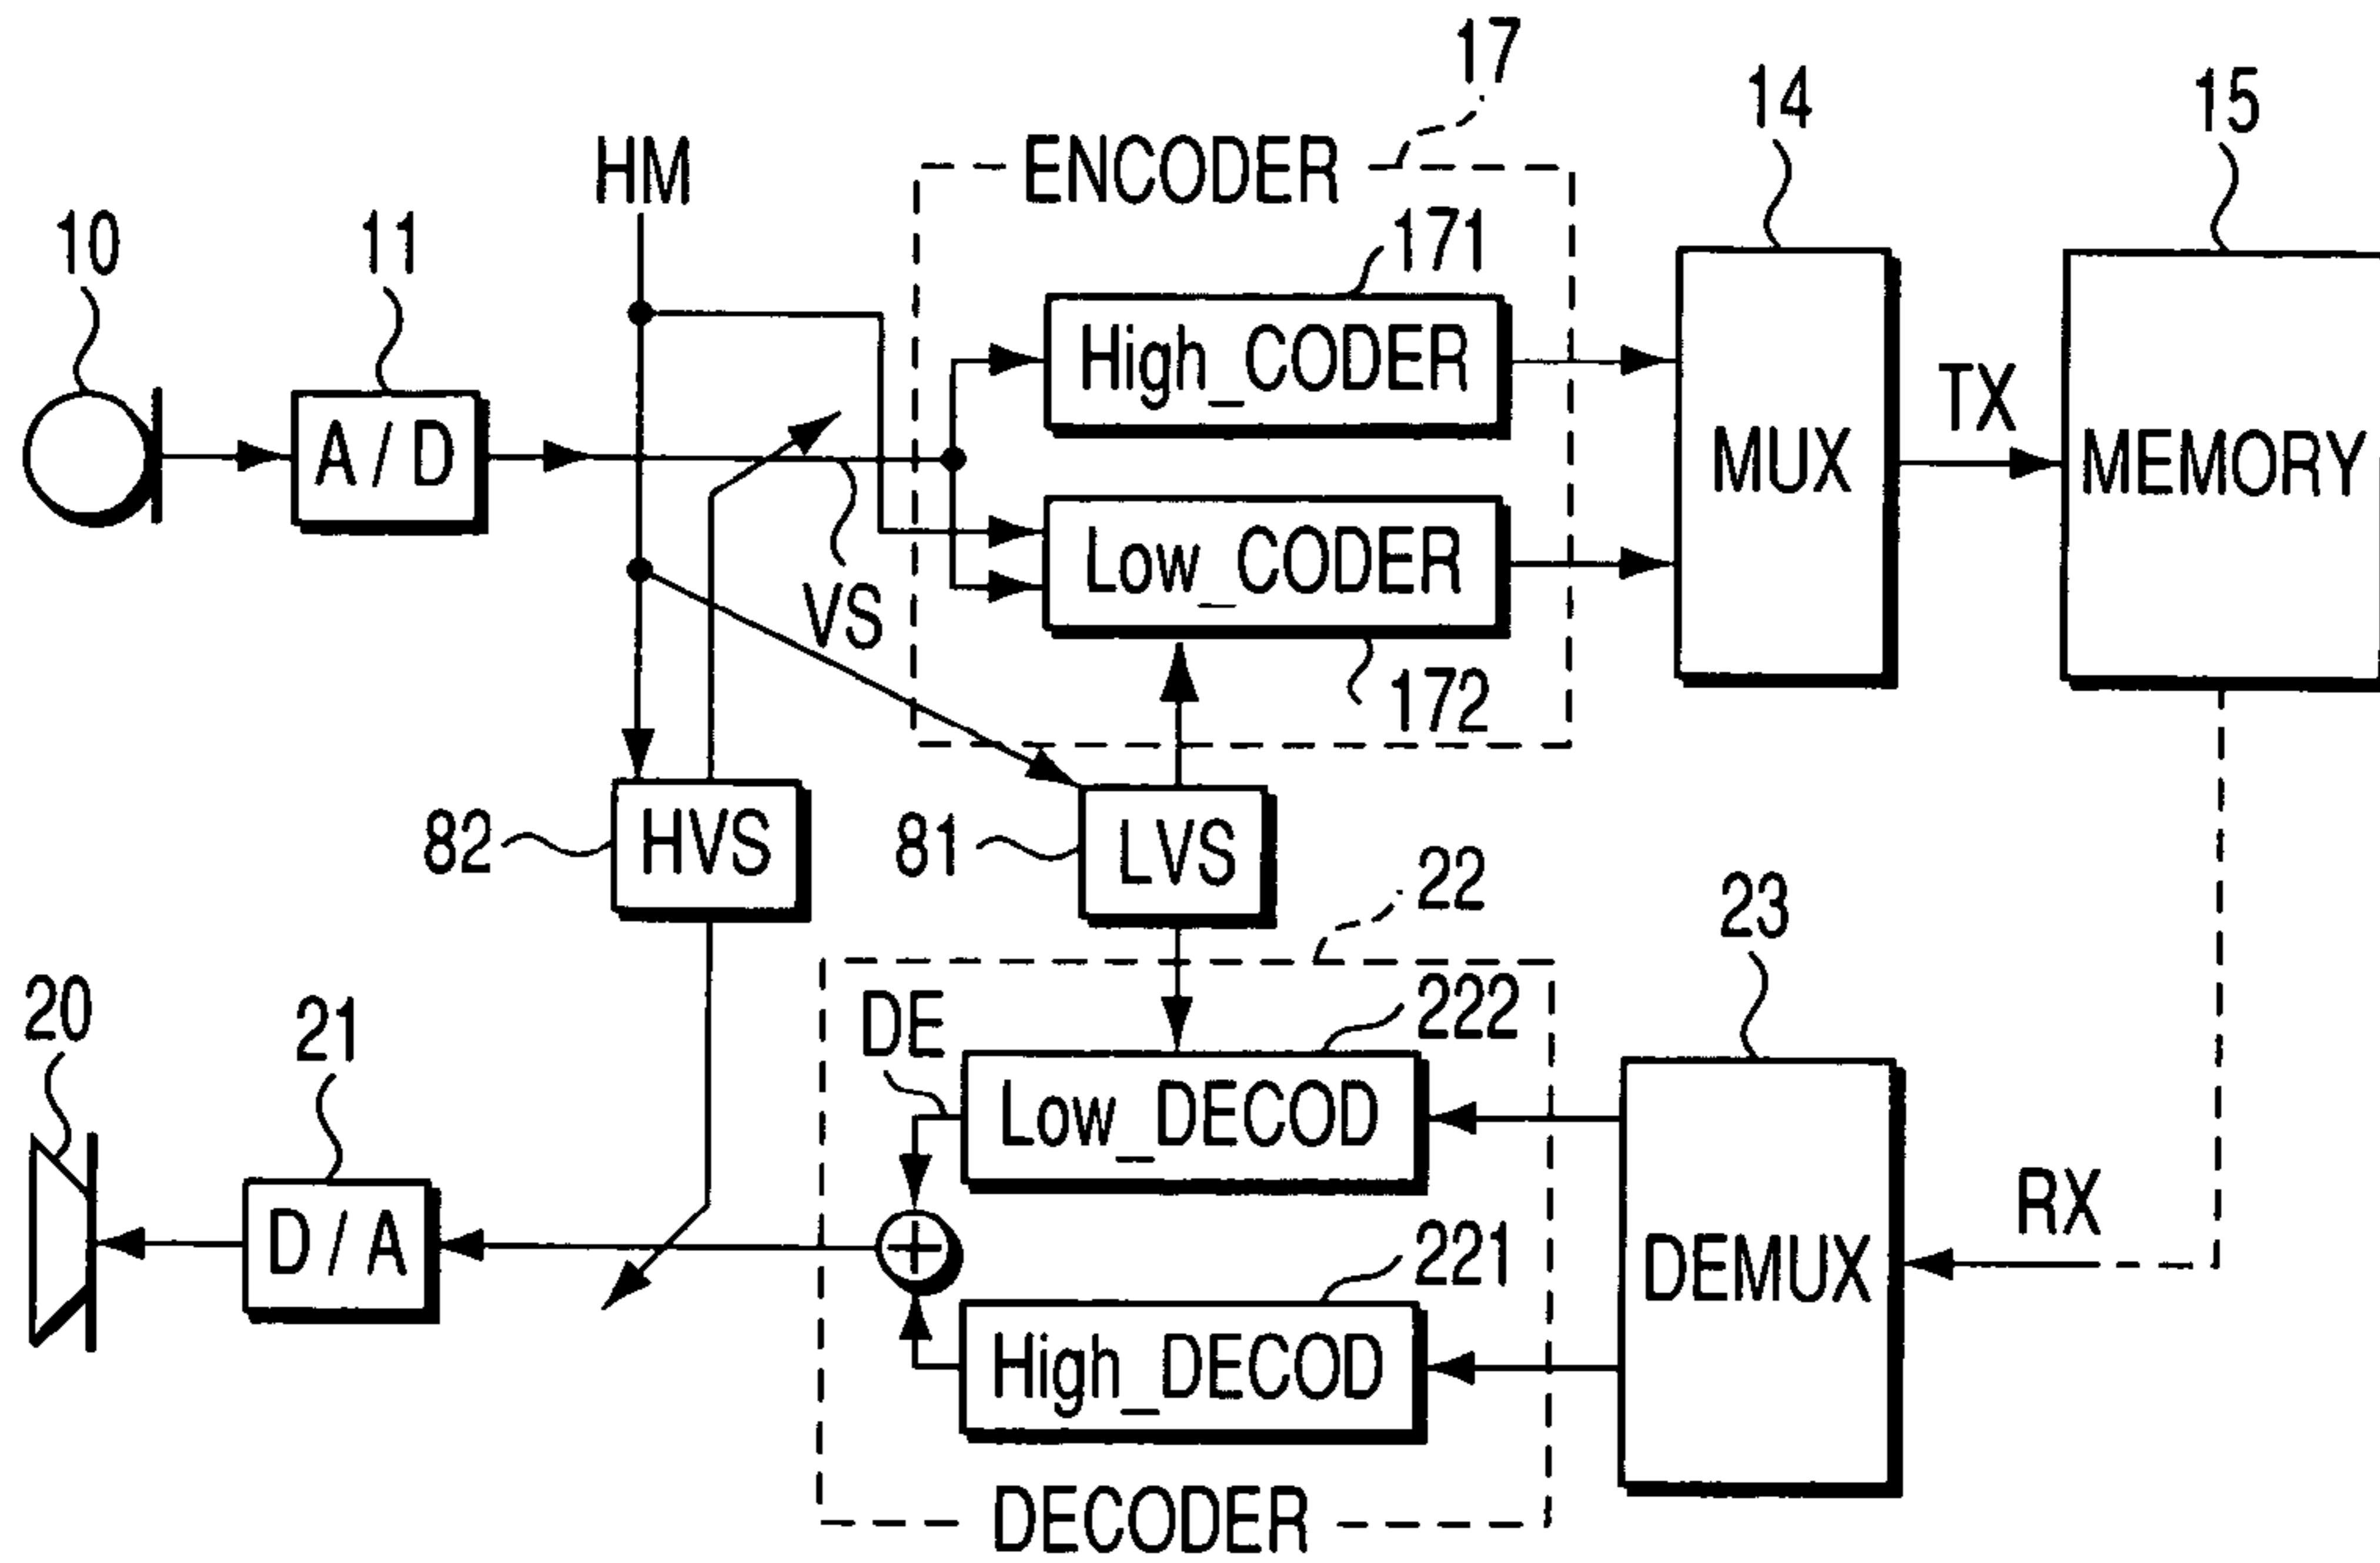 17
14
15
HM
ENCODER
10
11
171
High_CODER
A/D
MUX
TX
MEMORY
Low_CODER
VS
172
82
HVS
81
LVS
22
23
20
21
DE
222
Low_DECOD
RX
D/A
221
DEMUX
High_DECOD
DECODER